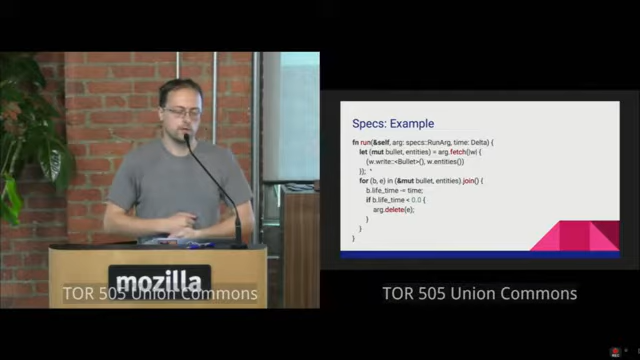 mozilla
TOR 505 Union Commons
Specs: Example
fn run(&self, arg: specs::RunArg, time: Delta) {
let (mut bullet, entities) = arg.fetch(|w| {
(w.write::<Bullet>(), w.entities())
});
for (b, e) in (&mut bullet, entities).join() {
b.life_time -= time;
if b.life_time < 0.0 {
arg.delete(e);
}
}
}
TOR 505 Union Commons